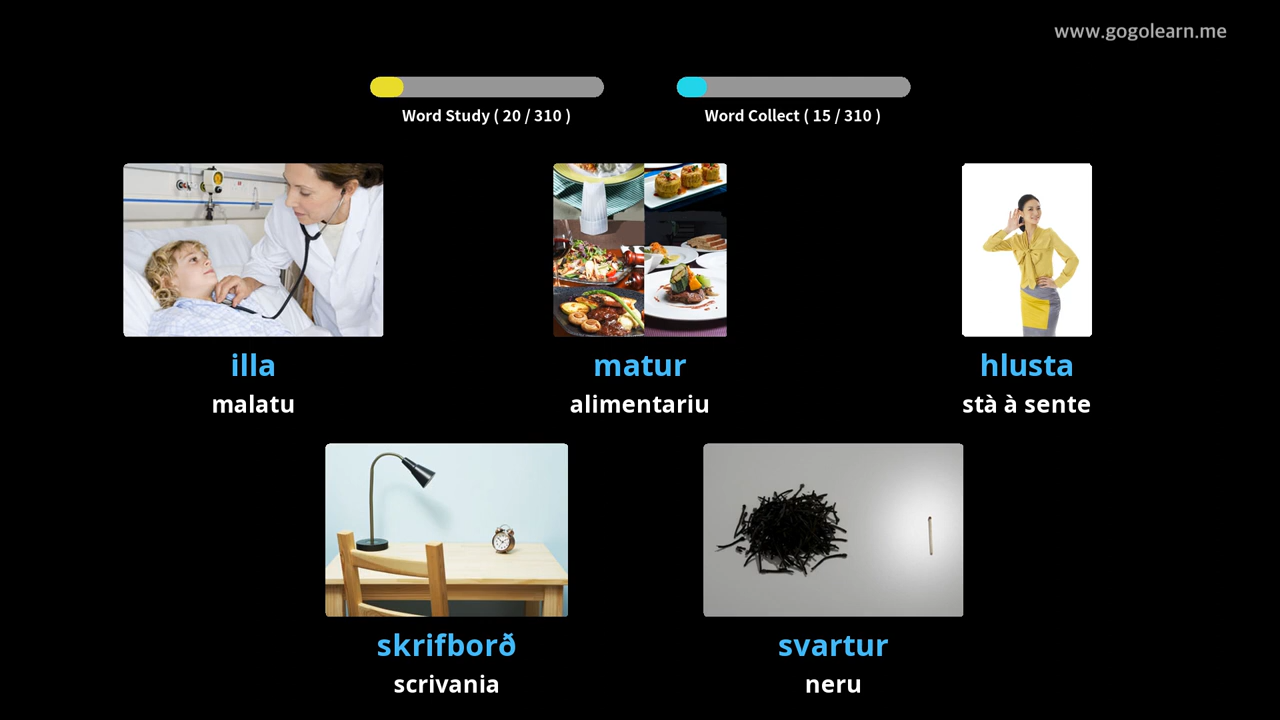 www.gogolearn.me
Word Study ( 20 / 310 )
Word Collect ( 15 / 310 )
illa
malatu
matur
alimentariu
hlusta
stà à sente
skrifborð
scrivania
svartur
neru